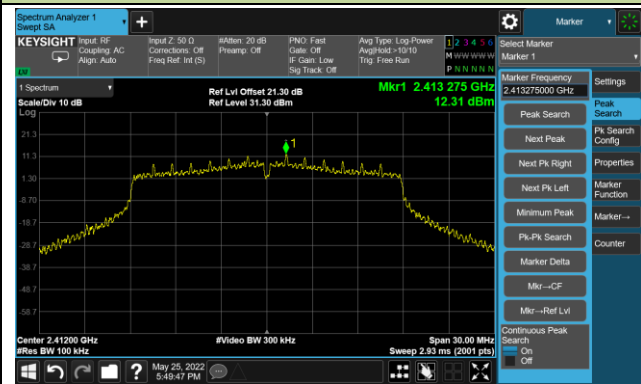 Spectrum Analyzer 1
Swept SA
Marker
KEYSIGHT
Input: RF
Coupling: AC
Align: Auto
Input Z: 50 Ω
Corrections: Off
Freq Ref: Int (S)
#Atten: 20 dB
Preamp: Off
PNO: Fast
Gate: Off
IF Gain: Low
Sig Track: Off
Avg Type: Log-Power
Avg|Hold:>10/10
Trig: Free Run
1 2 3 4 5 6
M W W W W W
P N N N N N
LXI
Select Marker
Marker 1
1 Spectrum
Scale/Div 10 dB
Log
Ref Lvl Offset 21.30 dB
Ref Level 31.30 dBm
Mkr1 2.413 275 GHz
12.31 dBm
21.3
11.3
1.30
-8.70
-18.7
-28.7
-38.7
-48.7
-58.7
1
Center 2.41200 GHz
#Res BW 100 kHz
#Video BW 300 kHz
Span 30.00 MHz
Sweep 2.93 ms (2001 pts)
Marker Frequency
2.413275000 GHz
Peak Search
Next Peak
Next Pk Right
Next Pk Left
Minimum Peak
Pk-Pk Search
Marker Delta
Mkr→CF
Mkr→Ref Lvl
Continuous Peak
Search
On
Off
Settings
Peak
Search
Pk Search
Config
Properties
Marker
Function
Marker→
Counter
May 25, 2022
5:49:47 PM